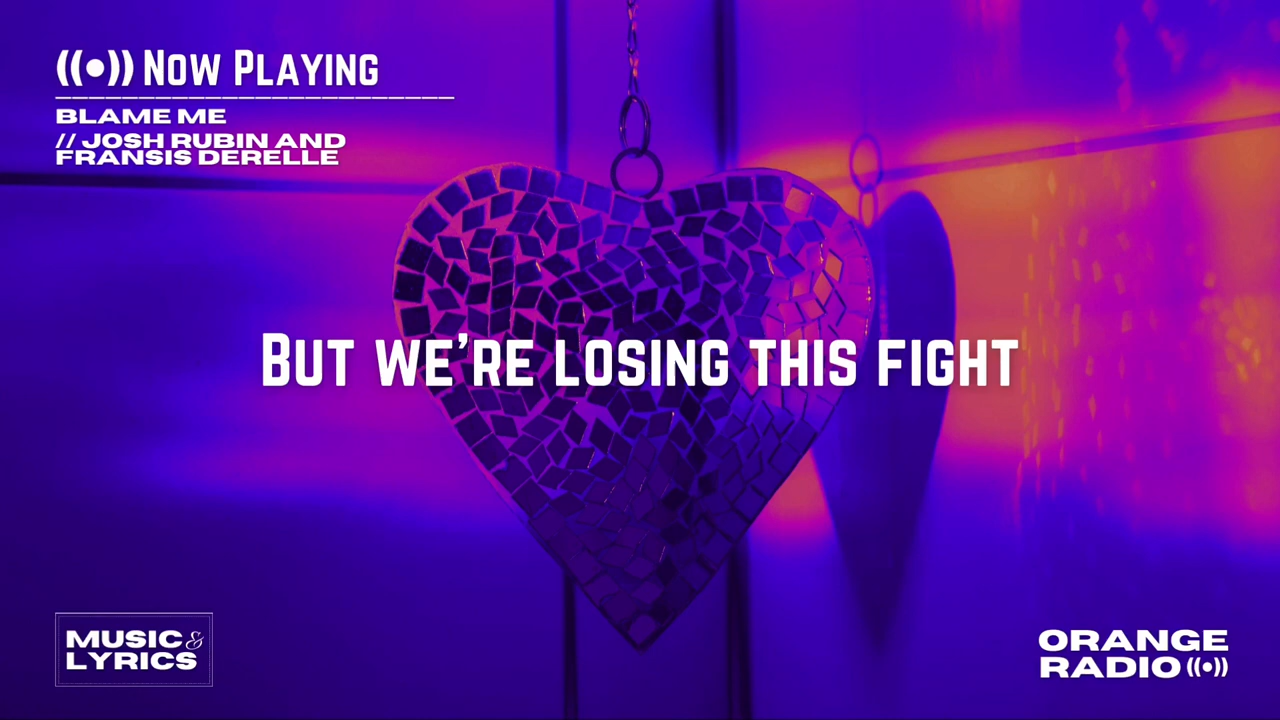 ((•)) Now Playing
BLAME ME
// JOSH RUBIN AND
FRANSIS DERELLE
But we're losing this fight
MUSIC &
LYRICS
ORANGE
RADIO ((•))